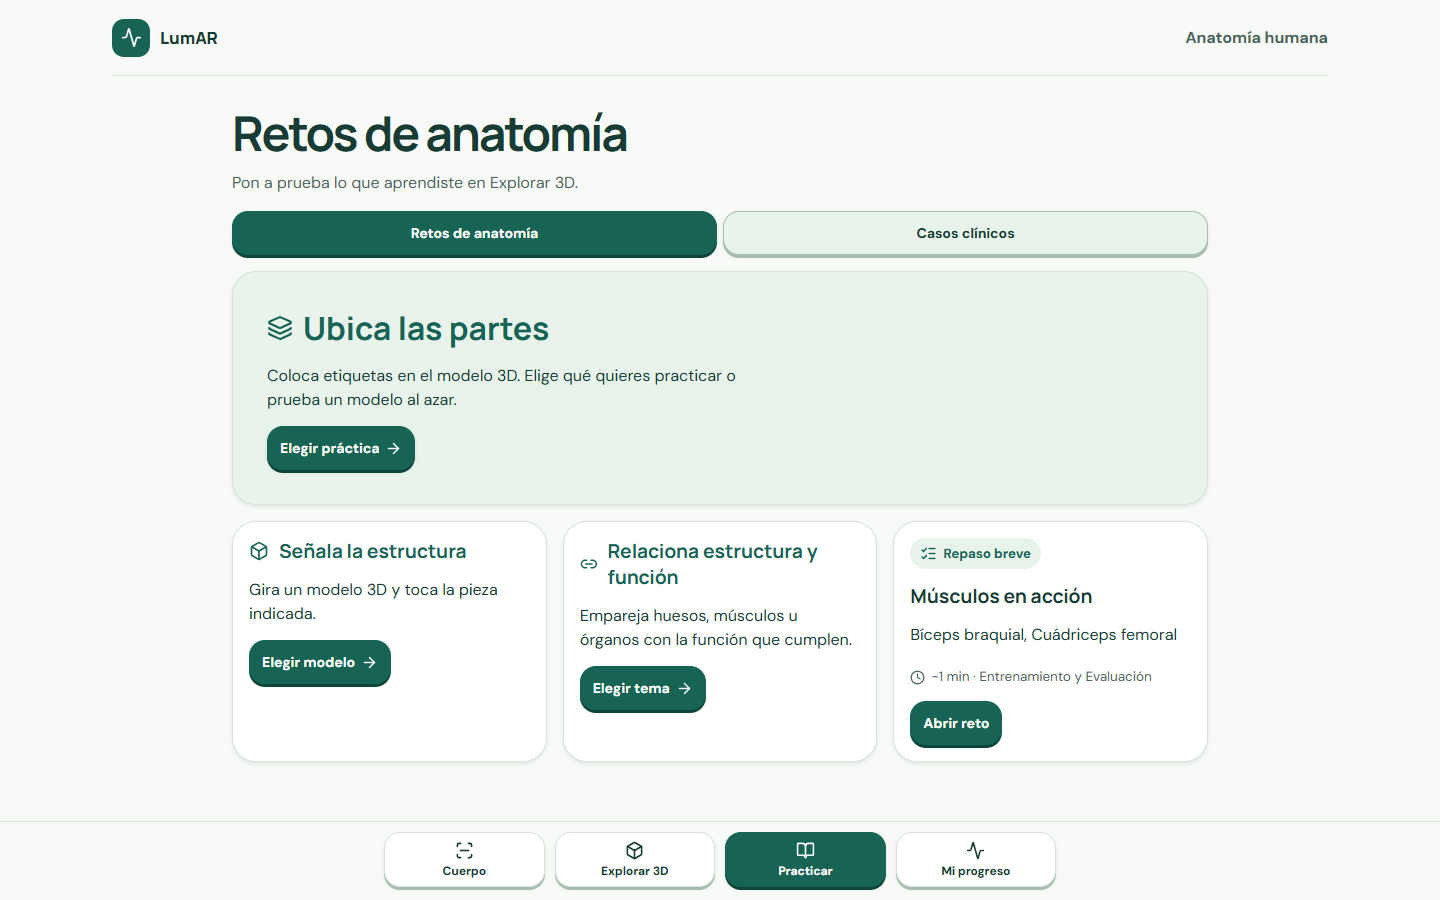 LumAR
Anatomía humana
Retos de anatomía
Pon a prueba lo que aprendiste en Explorar 3D.
Retos de anatomía
Casos clínicos
Ubica las partes
Coloca etiquetas en el modelo 3D. Elige qué quieres practicar o
prueba un modelo al azar.
Elegir práctica →
Señala la estructura
Gira un modelo 3D y toca la pieza
indicada.
Elegir modelo →
Relaciona estructura y
función
Empareja huesos, músculos u
órganos con la función que cumplen.
Elegir tema →
Repaso breve
Músculos en acción
Bíceps braquial, Cuádriceps femoral
~1 min · Entrenamiento y Evaluación
Abrir reto
Cuerpo
Explorar 3D
Practicar
Mi progreso